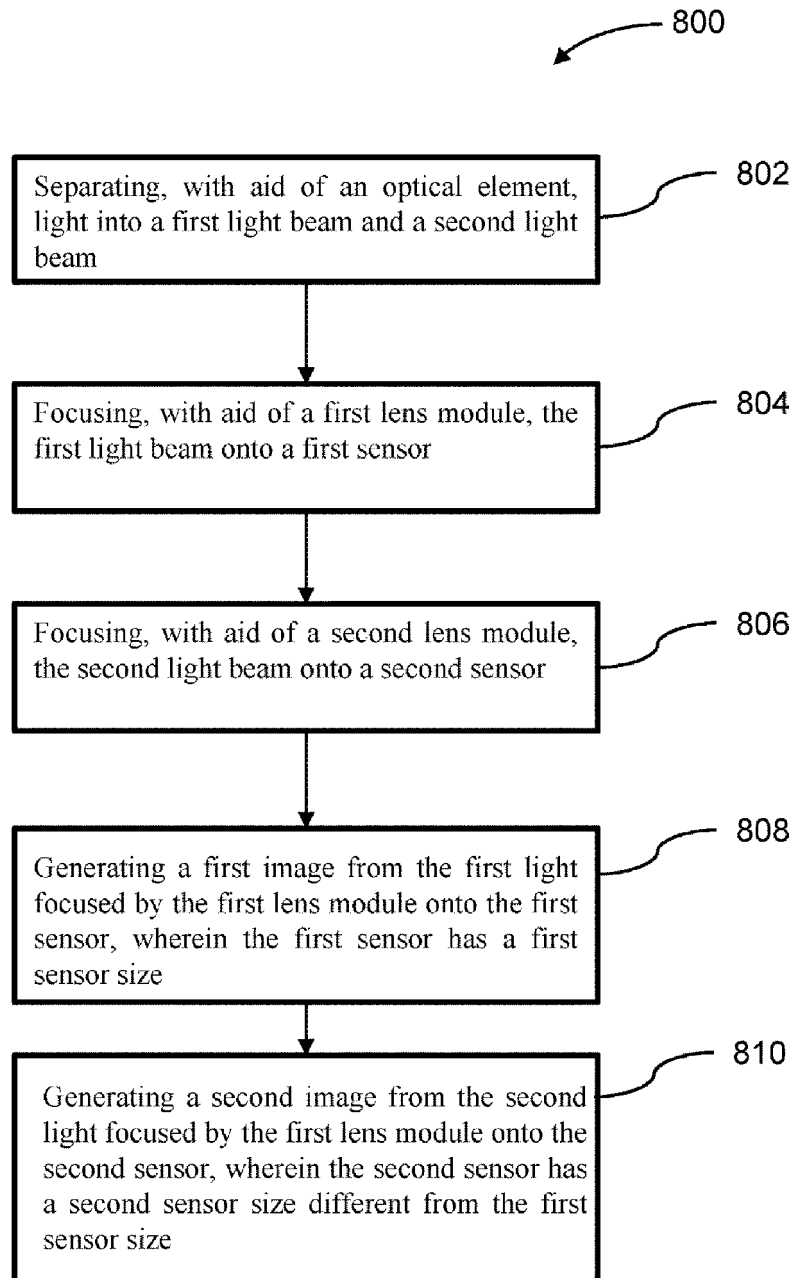 800
Separating, with aid of an optical element,
light into a first light beam and a second light
beam
802
Focusing, with aid of a first lens module, the
first light beam onto a first sensor
804
Focusing, with aid of a second lens module,
the second light beam onto a second sensor
806
Generating a first image from the first light
focused by the first lens module onto the first
sensor, wherein the first sensor has a first
sensor size
808
Generating a second image from the second
light focused by the first lens module onto the
second sensor, wherein the second sensor has
a second sensor size different from the first
sensor size
810